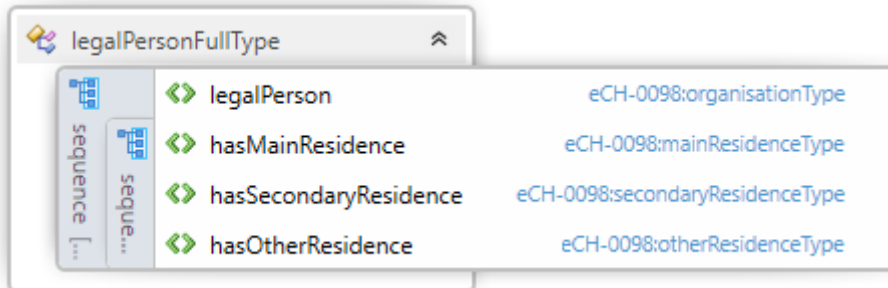 legalPersonFullType
sequence [...
seque...
legalPerson eCH-0098:organisationType
hasMainResidence eCH-0098:mainResidenceType
hasSecondaryResidence eCH-0098:secondaryResidenceType
hasOtherResidence eCH-0098:otherResidenceType